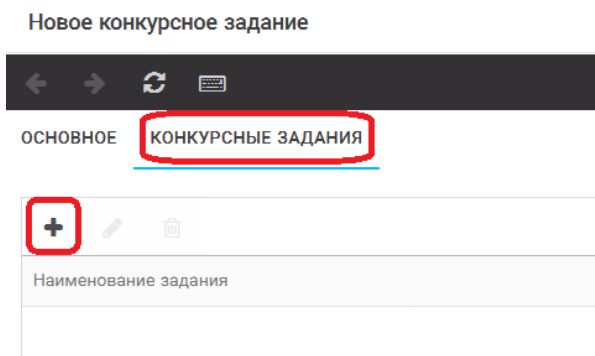 Новое конкурсное задание
ОСНОВНОЕ КОНКУРСНЫЕ ЗАДАНИЯ
Наименование задания